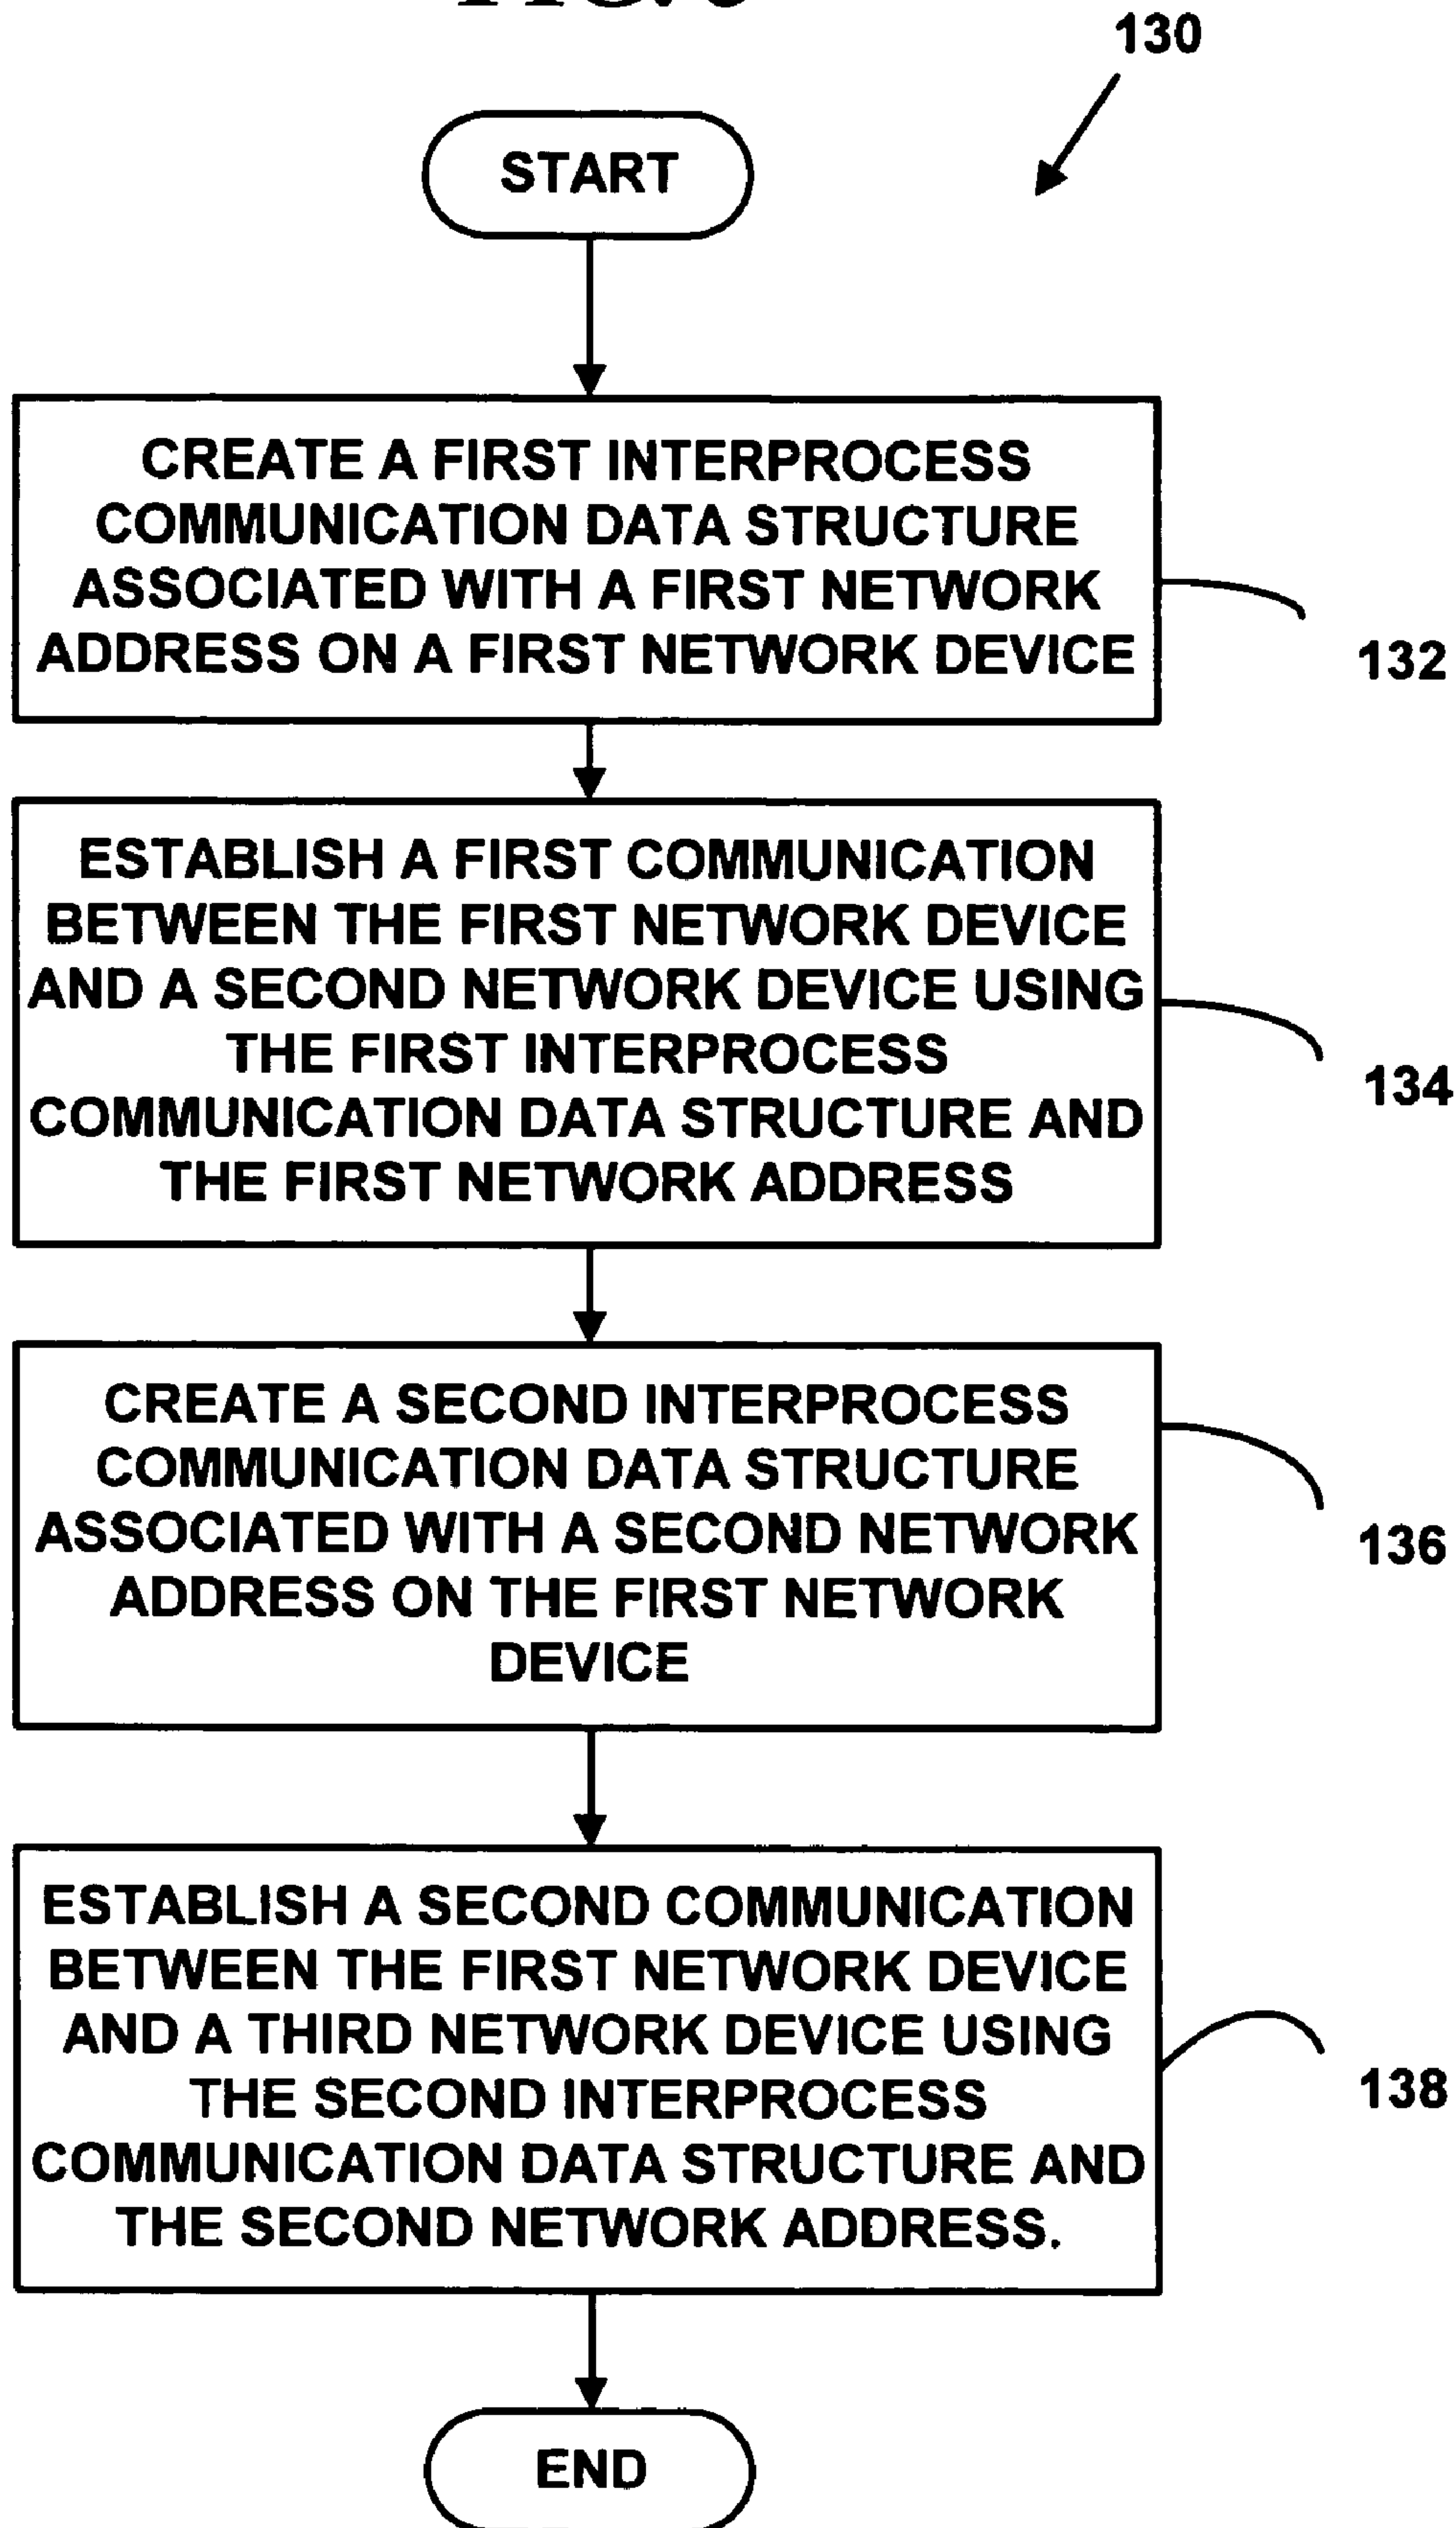 130
START
CREATE A FIRST INTERPROCESS
COMMUNICATION DATA STRUCTURE
ASSOCIATED WITH A FIRST NETWORK
ADDRESS ON A FIRST NETWORK DEVICE
132
ESTABLISH A FIRST COMMUNICATION
BETWEEN THE FIRST NETWORK DEVICE
AND A SECOND NETWORK DEVICE USING
THE FIRST INTERPROCESS
COMMUNICATION DATA STRUCTURE AND
THE FIRST NETWORK ADDRESS
134
CREATE A SECOND INTERPROCESS
COMMUNICATION DATA STRUCTURE
ASSOCIATED WITH A SECOND NETWORK
ADDRESS ON THE FIRST NETWORK
DEVICE
136
ESTABLISH A SECOND COMMUNICATION
BETWEEN THE FIRST NETWORK DEVICE
AND A THIRD NETWORK DEVICE USING
THE SECOND INTERPROCESS
COMMUNICATION DATA STRUCTURE AND
THE SECOND NETWORK ADDRESS.
138
END